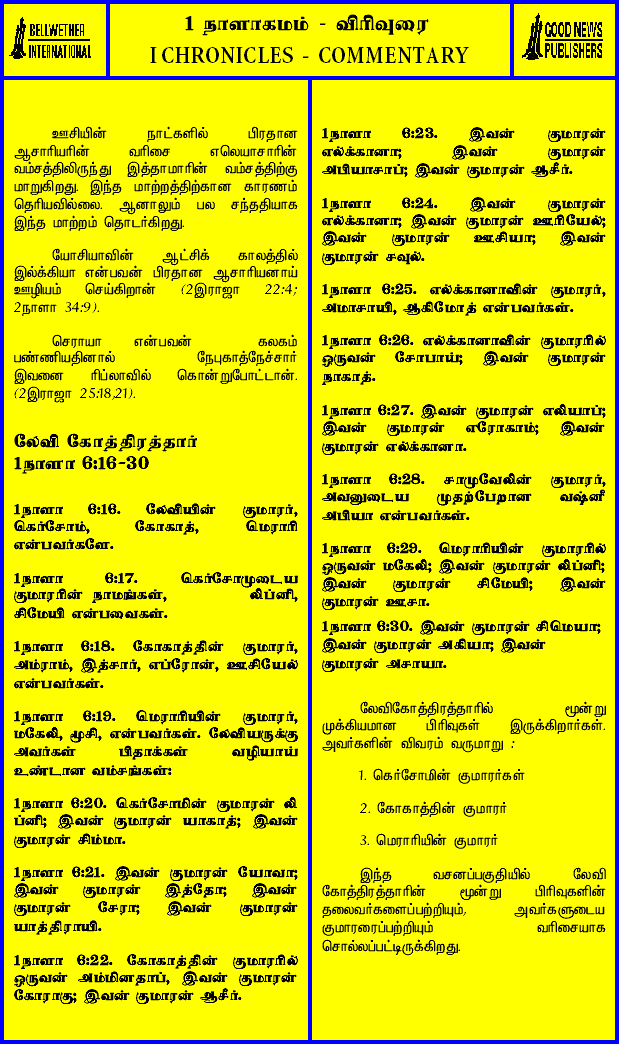 BELLWETHER
INTERNATIONAL
1 நாளாகமம் - விரிவுரை
I CHRONICLES - COMMENTARY
GOOD NEWS
PUBLISHERS
ஊசியின் நாட்களில் பிரதான
ஆசாரியரின் வரிசை எலெயாசாரின்
வம்சத்திலிருந்து இத்தாமாரின் வம்சத்திற்கு
மாறுகிறது. இந்த மாற்றத்திற்கான காரணம்
தெரியவில்லை. ஆனாலும் பல சந்ததியாக
இந்த மாற்றம் தொடர்கிறது.
யோசியாவின் ஆட்சிக் காலத்தில்
இல்க்கியா என்பவன் பிரதான ஆசாரியனாய்
ஊழியம் செய்கிறான் (2இராஜா 22:4;
2நாளா 34:9).
செராயா என்பவன் கலகம்
பண்ணியதினால் நேபுகாத்நேச்சார்
இவனை ரிப்லாவில் கொன்றுபோட்டான்.
(2இராஜா 25:18,21).
லேவி கோத்திரத்தார்
1நாளா 6:16-30
1நாளா 6:16. லேவியின் குமாரர்,
கெர்சோம், கோகாத், மெராரி
என்பவர்களே.
1நாளா 6:17. கெர்சோமுடைய
குமாரரின் நாமங்கள், லிப்னி,
சிமேயி என்பவைகள்.
1நாளா 6:18. கோகாத்தின் குமாரர்,
அம்ராம், இத்சார், எப்ரோன், ஊசியேல்
என்பவர்கள்.
1நாளா 6:19. மெராரியின் குமாரர்,
மகேலி, மூசி, என்பவர்கள். லேவியருக்கு
அவர்கள் பிதாக்கள் வழியாய்
உண்டான வம்சங்கள்:
1நாளா 6:20. கெர்சோமின் குமாரன் லி
ப்னி; இவன் குமாரன் யாகாத்; இவன்
குமாரன் சிம்மா.
1நாளா 6:21. இவன் குமாரன் யோவா;
இவன் குமாரன் இத்தோ; இவன்
குமாரன் சேரா; இவன் குமாரன்
யாத்திராயி.
1நாளா 6:22. கோகாத்தின் குமாரரில்
ஒருவன் அம்மினதாப், இவன் குமாரன்
கோராகு; இவன் குமாரன் ஆசீர்.
1நாளா 6:23. இவன் குமாரன்
எல்க்கானா; இவன் குமாரன்
அபியாசாப்; இவன் குமாரன் ஆசீர்.
1நாளா 6:24. இவன் குமாரன்
எல்க்கானா; இவன் குமாரன் ஊரியேல்;
இவன் குமாரன் ஊசியா; இவன்
குமாரன் சவுல்.
1நாளா 6:25. எல்க்கானாவின் குமாரர்,
அமாசாயி, ஆகிமோத் என்பவர்கள்.
1நாளா 6:26. எல்க்கானாவின் குமாரரில்
ஒருவன் சோபாய்; இவன் குமாரன்
நாகாத்.
1நாளா 6:27. இவன் குமாரன் எலியாப்;
இவன் குமாரன் எரோகாம்; இவன்
குமாரன் எல்க்கானா.
1நாளா 6:28. சாமுவேலின் குமாரர்,
அவனுடைய முதற்பேறான வஷ்னீ
அபியா என்பவர்கள்.
1நாளா 6:29. மெராரியின் குமாரரில்
ஒருவன் மகேலி; இவன் குமாரன் லிப்னி;
இவன் குமாரன் சிமேயி; இவன்
குமாரன் ஊசா.
1நாளா 6:30. இவன் குமாரன் சிமெயா;
இவன் குமாரன் அகியா; இவன்
குமாரன் அசாயா.
லேவிகோத்திரத்தாரில் மூன்று
முக்கியமான பிரிவுகள் இருக்கிறார்கள்.
அவர்களின் விவரம் வருமாறு :
1. கெர்சோமின் குமாரர்கள்
2. கோகாத்தின் குமாரர்
3. மெராரியின் குமாரர்
இந்த வசனப்பகுதியில் லேவி
கோத்திரத்தாரின் மூன்று பிரிவுகளின்
தலைவர்களைப்பற்றியும், அவர்களுடைய
குமாரரைப்பற்றியும் வரிசையாக
சொல்லப்பட்டிருக்கிறது.